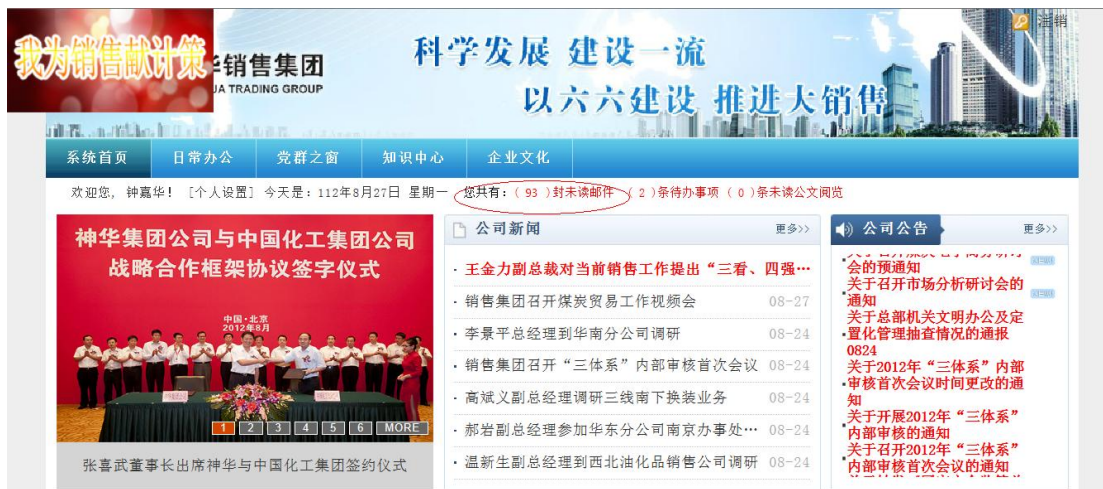 我为销售献计策
华销售集团
UA TRADING GROUP
科学发展 建设一流
以六六建设 推进大销售
注销
系统首页 日常办公 党群之窗 知识中心 企业文化
欢迎您, 钟嘉华! [个人设置] 今天是: 112年8月27日 星期一 您共有:( 93 )封未读邮件 ( 2 )条待办事项 ( 0 )条未读公文阅览
神华集团公司与中国化工集团公司
战略合作框架协议签字仪式
中国·北京
2012年8月
1 2 3 4 5 6 MORE
张喜武董事长出席神华与中国化工集团签约仪式
公司新闻 更多>>
·王金力副总裁对当前销售工作提出“三看、四强…
·销售集团召开煤炭贸易工作视频会 08-27
·李景平总经理到华南分公司调研 08-24
·销售集团召开“三体系”内部审核首次会议 08-24
·高斌义副总经理调研三线南下换装业务 08-24
·郝岩副总经理参加华东分公司南京办事处… 08-24
·温新生副总经理到西北油化品销售公司调研 08-24
公司公告 更多>>
会的预通知
关于召开市场分析研讨会的
·通知
关于总部机关文明办公及定
·置化管理抽查情况的通报
0824
关于2012年“三体系”内部
·审核首次会议时间更改的通
知
关于开展2012年“三体系”
·内部审核的通知
关于召开2012年“三体系”
·内部审核首次会议的通知